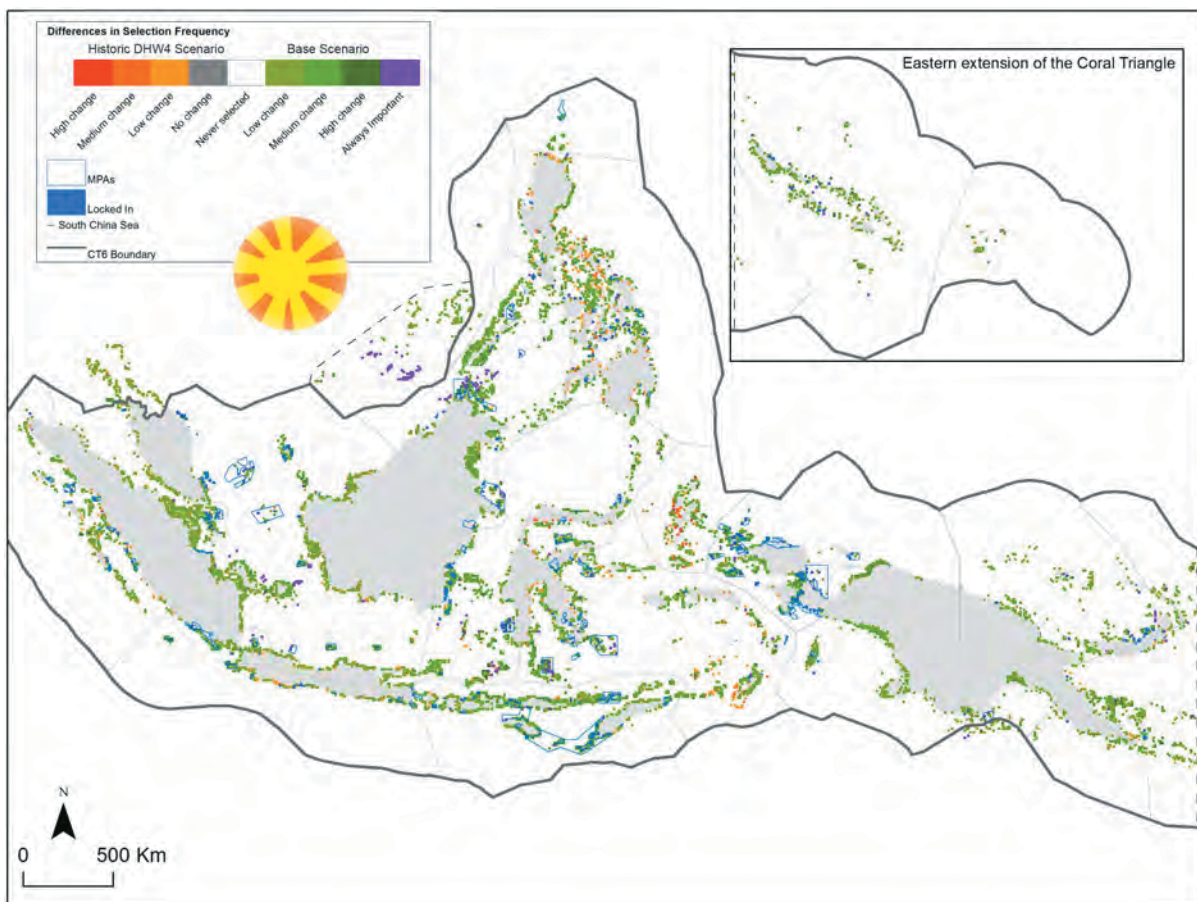 Differences in Selection Frequency
Historic DHW4 Scenario
Base Scenario
High change
Medium change
Low change
No change
Never selected
Low change
Medium change
High change
Always Important
MPAs
Locked In
South China Sea
CT6 Boundary
Eastern extension of the Coral Triangle
N
0
500 Km